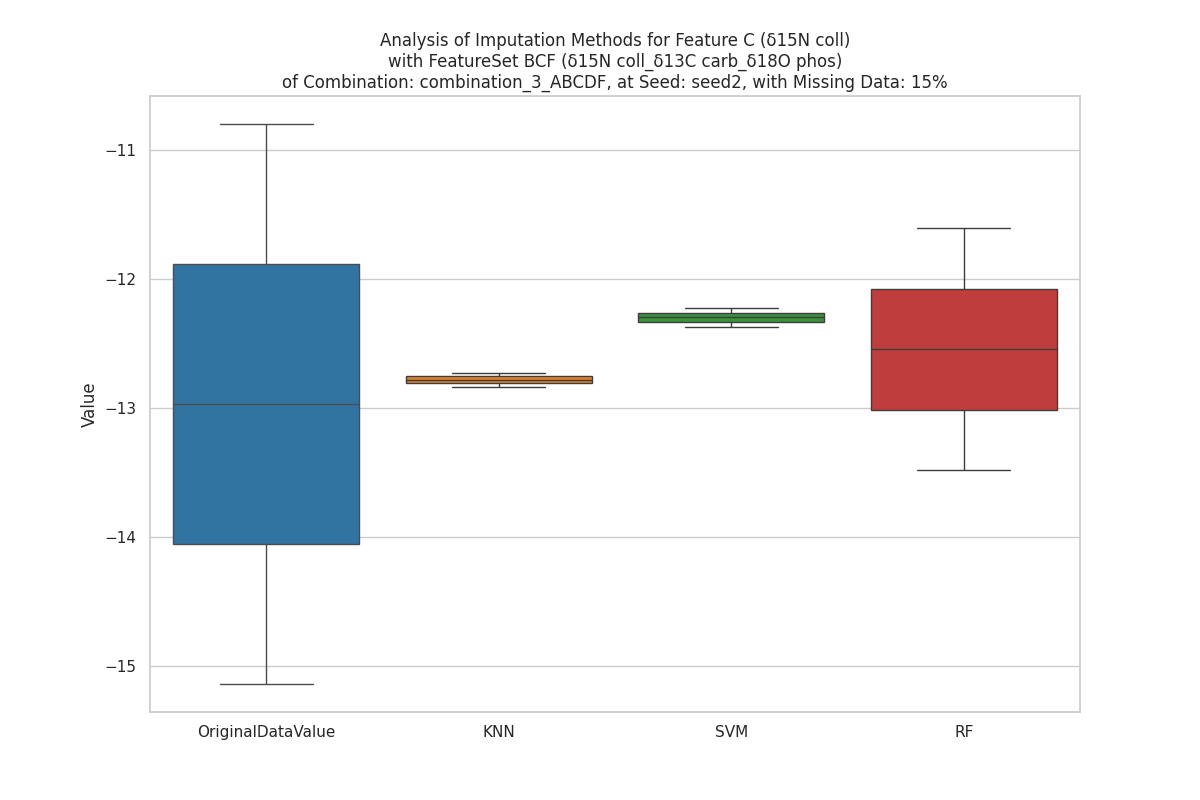 Analysis of Imputation Methods for Feature C (δ15N coll)
with FeatureSet BCF (δ15N coll_δ13C carb_δ18O phos)
of Combination: combination_3_ABCDF, at Seed: seed2, with Missing Data: 15%
Value
−11
−12
−13
−14
−15
OriginalDataValue
KNN
SVM
RF